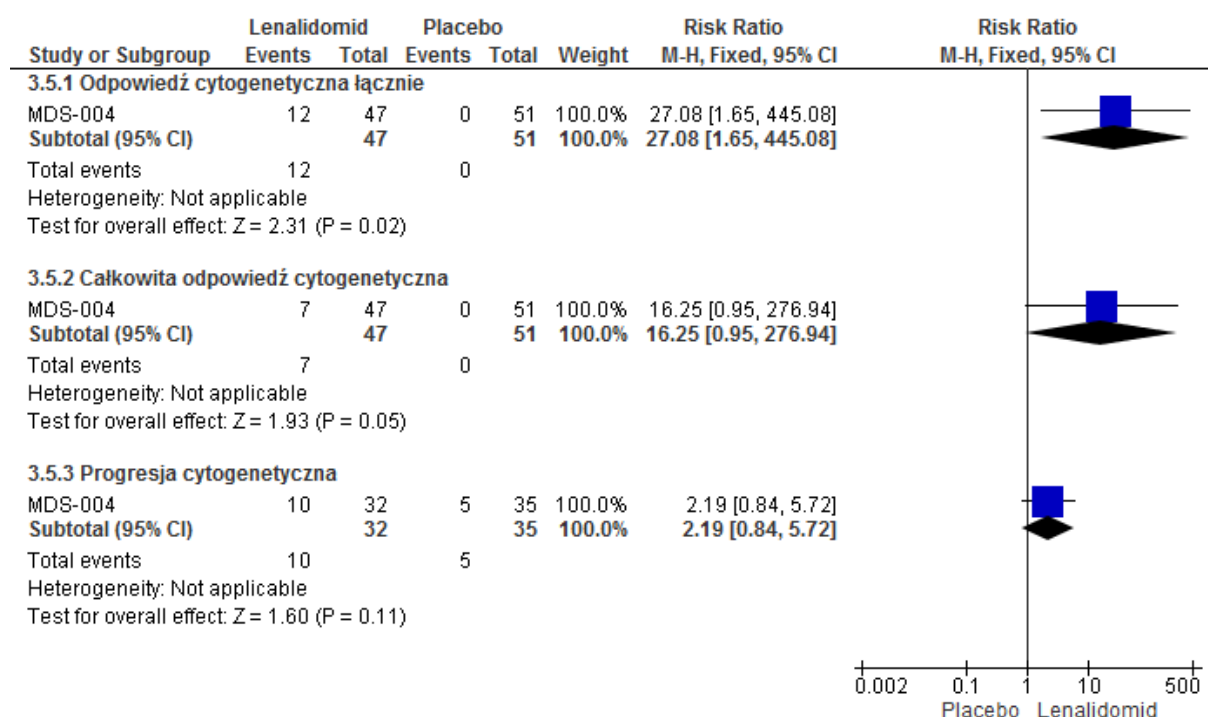 Lenalidomid Placebo Risk Ratio Risk Ratio
Study or Subgroup Events Total Events Total Weight M-H, Fixed, 95% CI M-H, Fixed, 95% CI
3.5.1 Odpowiedź cytogenetyczna łącznie
MDS-004 12 47 0 51 100.0% 27.08 [1.65, 445.08]
Subtotal (95% CI) 47 51 100.0% 27.08 [1.65, 445.08]
Total events 12 0
Heterogeneity: Not applicable
Test for overall effect: Z = 2.31 (P = 0.02)
3.5.2 Całkowita odpowiedź cytogenetyczna
MDS-004 7 47 0 51 100.0% 16.25 [0.95, 276.94]
Subtotal (95% CI) 47 51 100.0% 16.25 [0.95, 276.94]
Total events 7 0
Heterogeneity: Not applicable
Test for overall effect: Z = 1.93 (P = 0.05)
3.5.3 Progresja cytogenetyczna
MDS-004 10 32 5 35 100.0% 2.19 [0.84, 5.72]
Subtotal (95% CI) 32 35 100.0% 2.19 [0.84, 5.72]
Total events 10 5
Heterogeneity: Not applicable
Test for overall effect: Z = 1.60 (P = 0.11)
0.002 0.1 1 10 500
Placebo Lenalidomid